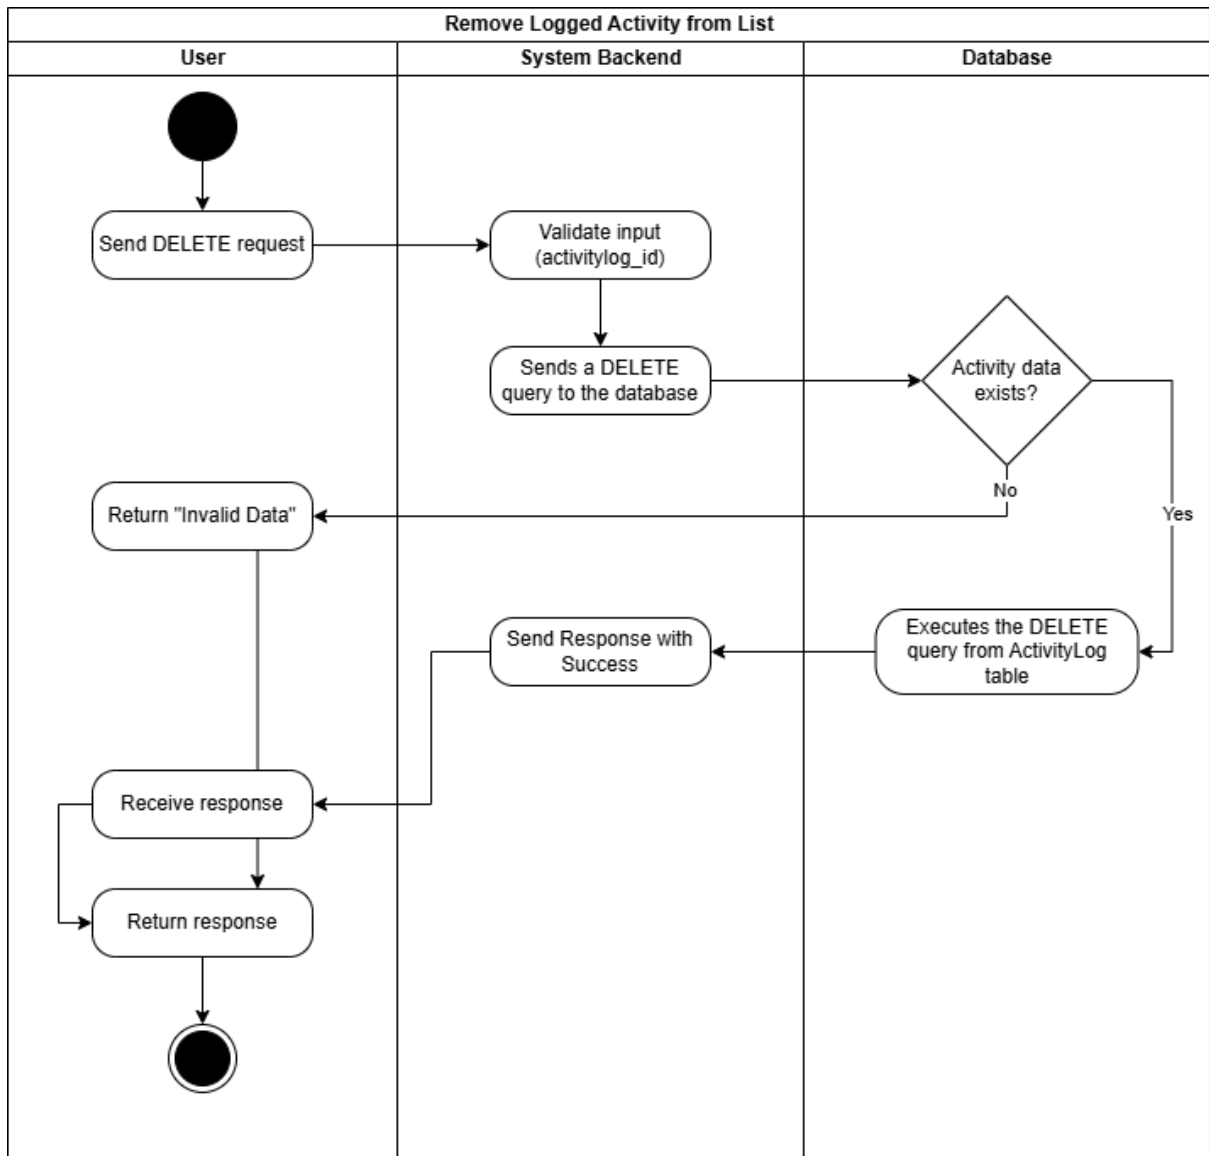 Remove Logged Activity from List
User
System Backend
Database
Send DELETE request
Validate input
(activitylog_id)
Sends a DELETE
query to the database
Activity data
exists?
No
Yes
Return "Invalid Data"
Executes the DELETE
query from ActivityLog
table
Send Response with
Success
Receive response
Return response